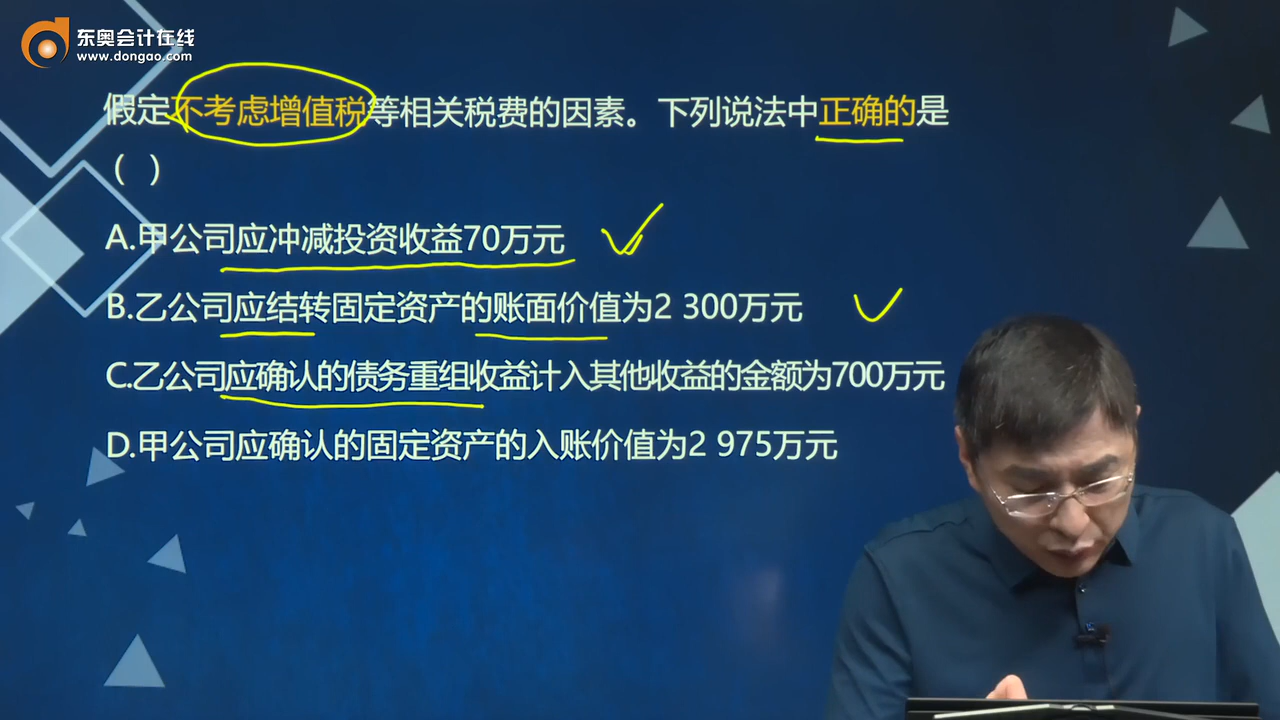 东奥会计在线
www.dongao.com
假定不考虑增值税等相关税费的因素。下列说法中正确的是
（ ）
A.甲公司应冲减投资收益70万元
B.乙公司应结转固定资产的账面价值为2 300万元
C.乙公司应确认的债务重组收益计入其他收益的金额为700万元
D.甲公司应确认的固定资产的入账价值为2 975万元